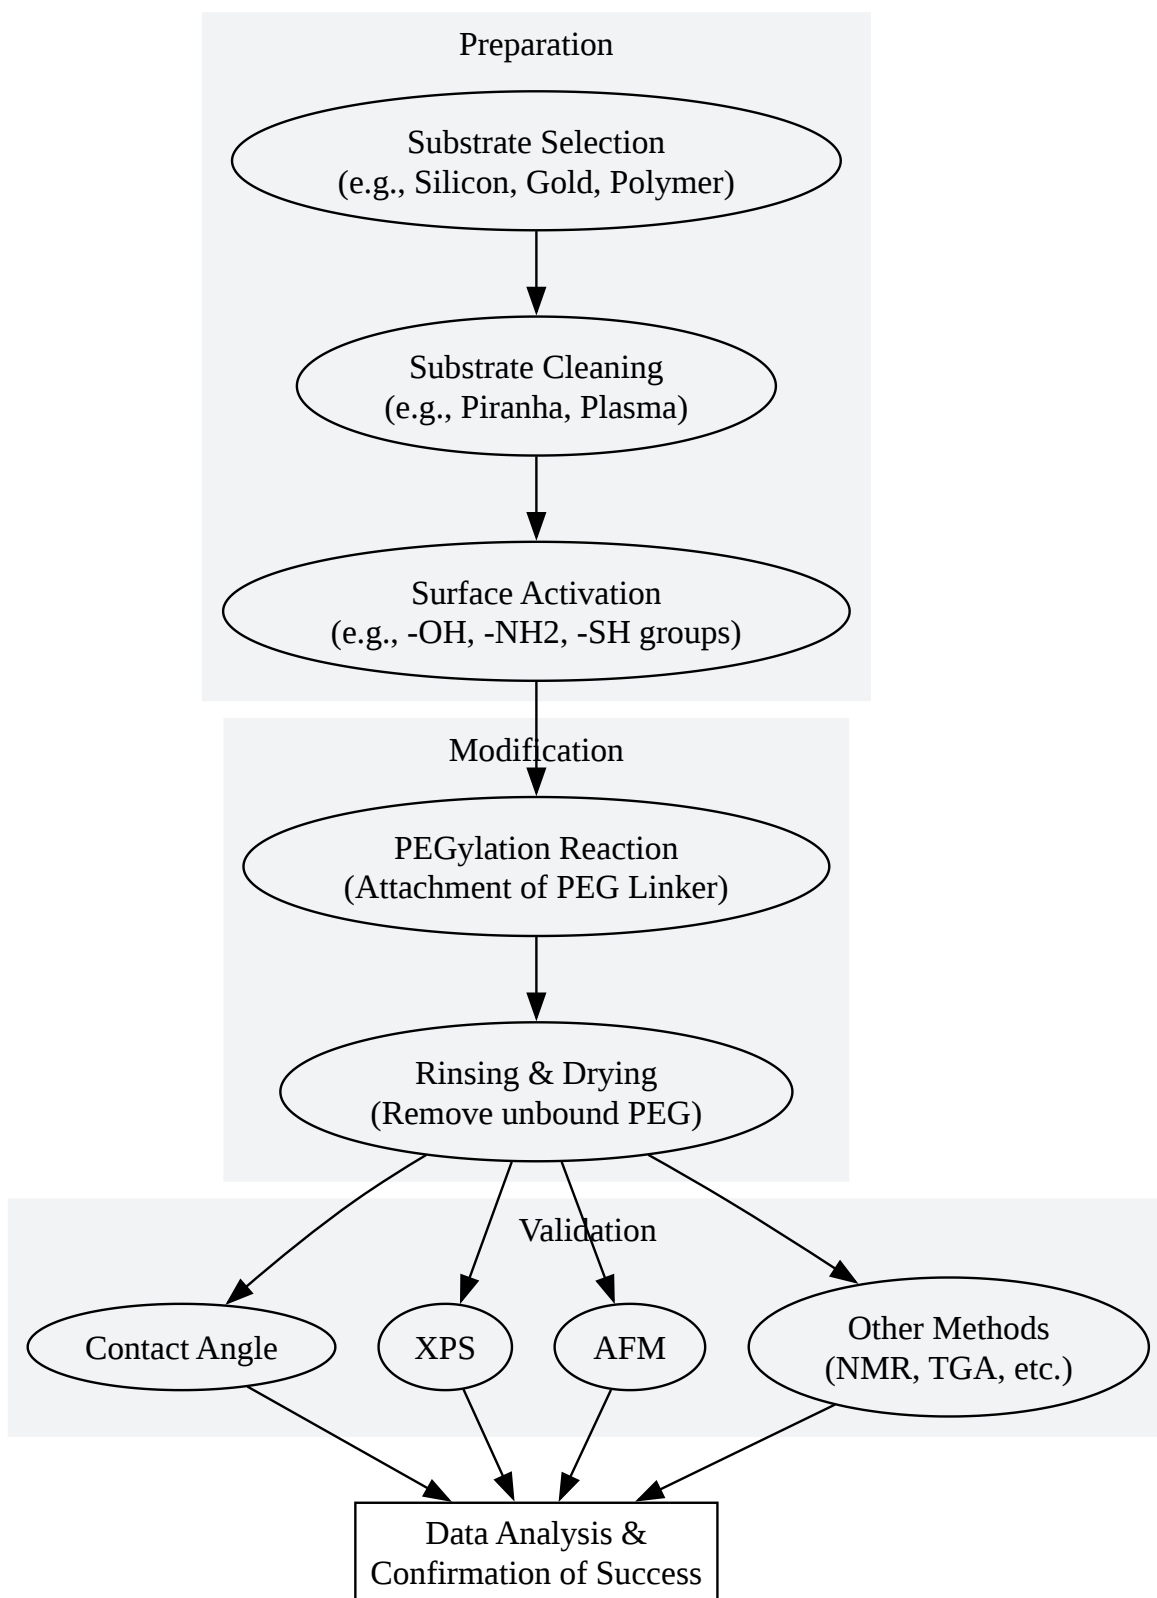 Preparation
Substrate Selection
(e.g., Silicon, Gold, Polymer)
Substrate Cleaning
(e.g., Piranha, Plasma)
Surface Activation
(e.g., -OH, -NH2, -SH groups)
Modification
PEGylation Reaction
(Attachment of PEG Linker)
Rinsing & Drying
(Remove unbound PEG)
Validation
Contact Angle
XPS
AFM
Other Methods
(NMR, TGA, etc.)
Data Analysis &
Confirmation of Success